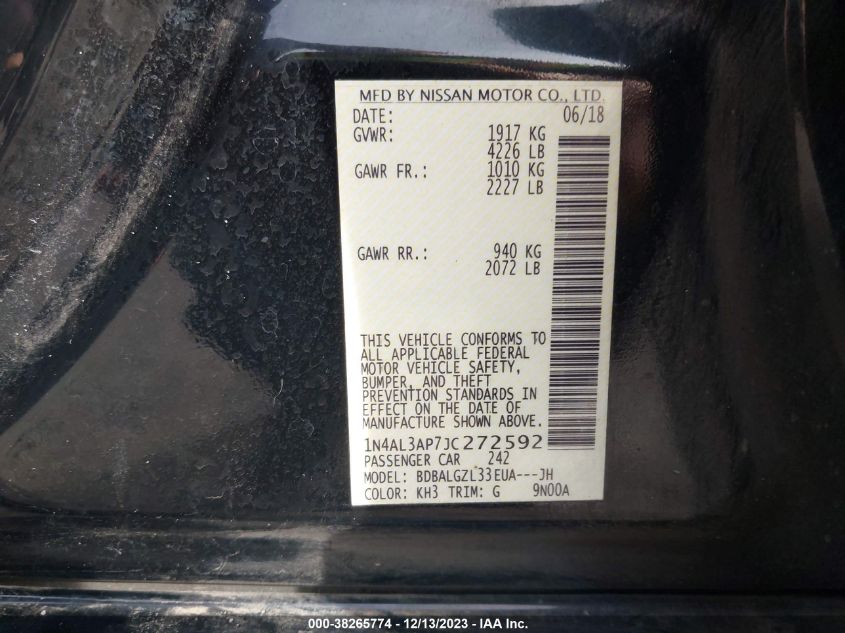 MFD BY NISSAN MOTOR CO., LTD.
DATE: 06/18
GVWR: 1917 KG
4226 LB
GAWR FR.: 1010 KG
2227 LB
GAWR RR.: 940 KG
2072 LB
THIS VEHICLE CONFORMS TO
ALL APPLICABLE FEDERAL
MOTOR VEHICLE SAFETY,
BUMPER, AND THEFT
PREVENTION STANDARDS IN
EFFECT ON THE DATE OF
MANUFACTURE SHOWN ABOVE.
1N4AL3AP7JC272592
PASSENGER CAR 242
MODEL: BDBALGZL33EUA---JH
COLOR: KH3 TRIM: G 9N00A
000-38265774 - 12/13/2023 - IAA Inc.